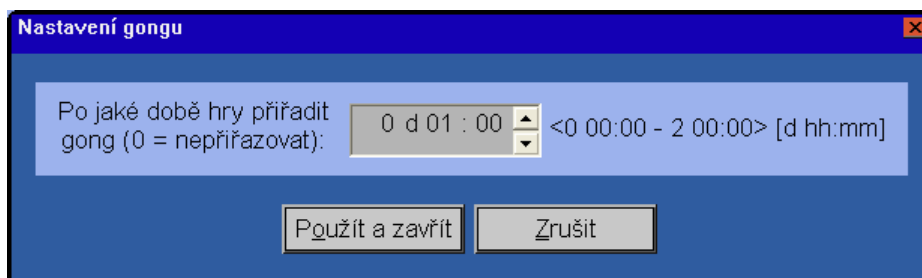 Nastavení gongu
Po jaké době hry přiřadit
gong (0 = nepřiřazovat):
0 d 01 : 00
<0 00:00 - 2 00:00> [d hh:mm]
Použít a zavřít
Zrušit